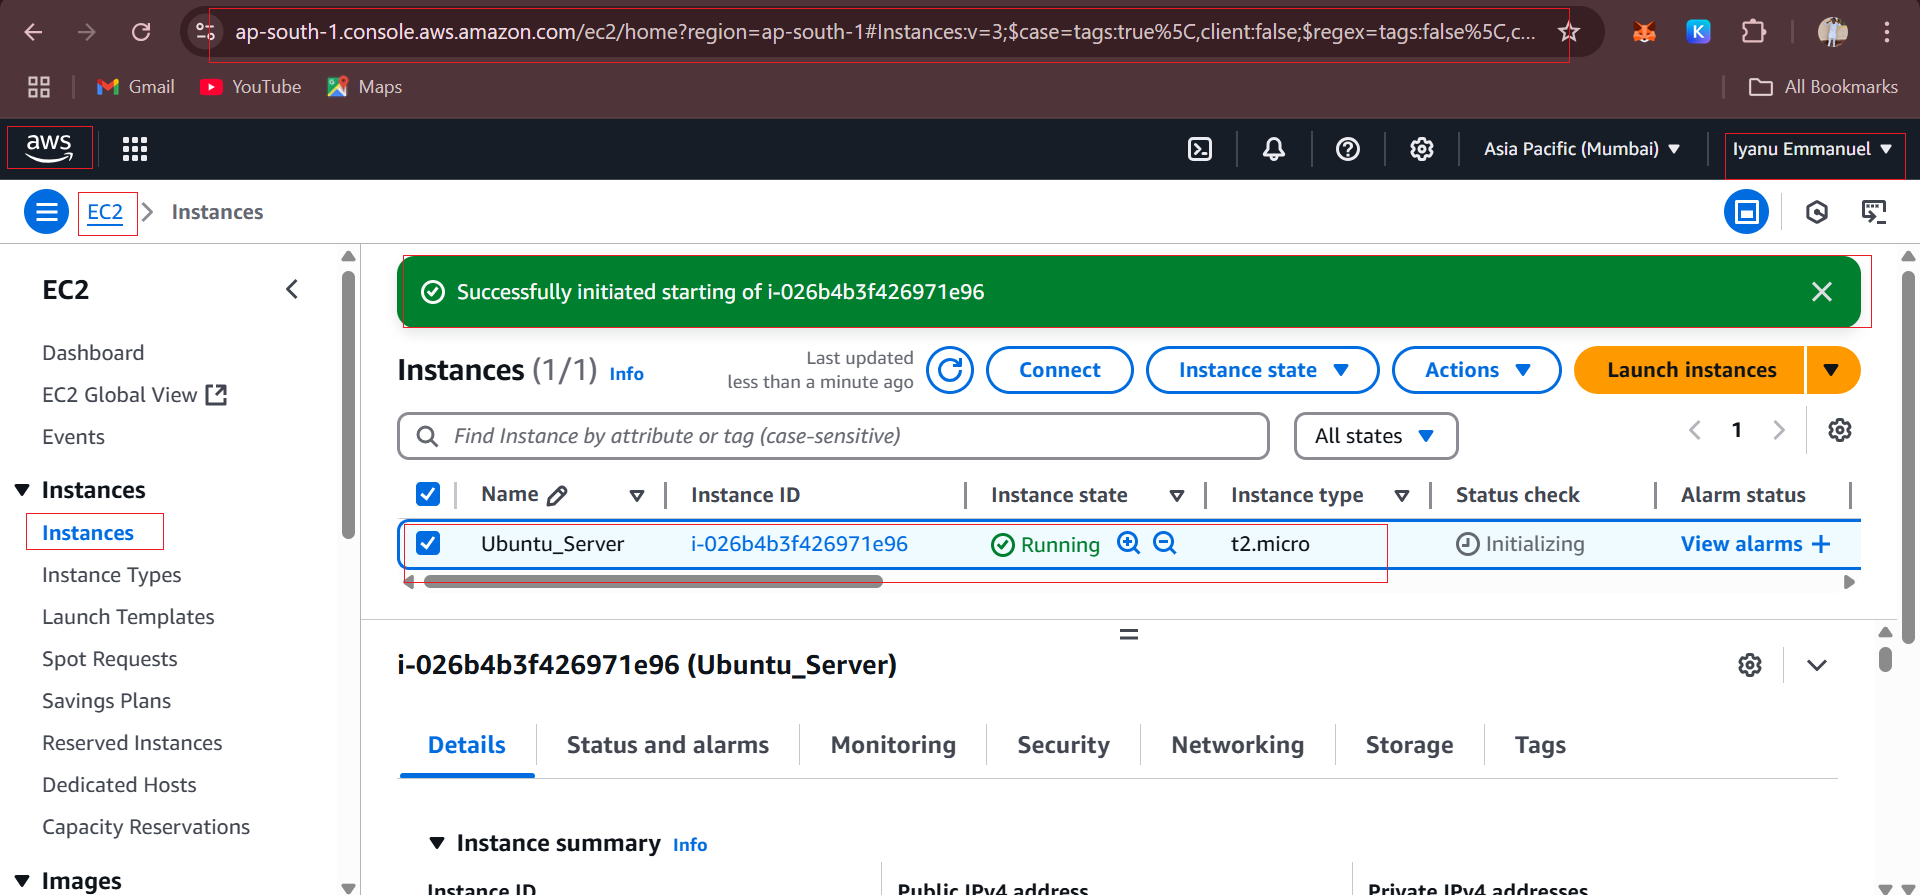 ap-south-1.console.aws.amazon.com/ec2/home?region=ap-south-1#Instances:v=3;$case=tags:true%5C,client:false;$regex=tags:false%5C,c...
K
Gmail
YouTube
Maps
All Bookmarks
aws
Asia Pacific (Mumbai)
Iyanu Emmanuel
EC2
Instances
EC2
Dashboard
EC2 Global View
Events
Instances
Instances
Instance Types
Launch Templates
Spot Requests
Savings Plans
Reserved Instances
Dedicated Hosts
Capacity Reservations
Images
Successfully initiated starting of i-026b4b3f426971e96
Instances (1/1) Info
Last updated
less than a minute ago
Connect
Instance state
Actions
Launch instances
Find Instance by attribute or tag (case-sensitive)
All states
1
Name Instance ID Instance state Instance type Status check Alarm status
Ubuntu_Server i-026b4b3f426971e96 Running t2.micro Initializing View alarms +
i-026b4b3f426971e96 (Ubuntu_Server)
Details Status and alarms Monitoring Security Networking Storage Tags
Instance summary Info
Instance ID Public IPv4 address Private IPv4 addresses